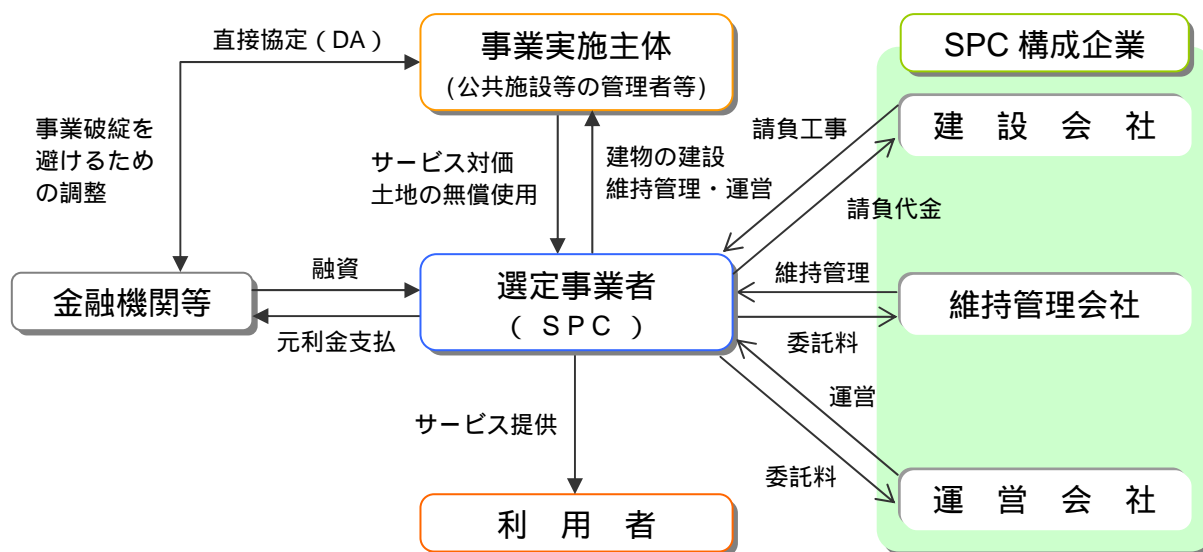 直接協定（DA）
事業実施主体
(公共施設等の管理者等)
SPC 構成企業
事業破綻を
避けるため
の調整
サービス対価
土地の無償使用
建物の建設
維持管理・運営
請負工事
建 設 会 社
請負代金
金融機関等
融資
元利金支払
選定事業者
（ SPC ）
維持管理
委託料
維持管理会社
サービス提供
運営
委託料
運 営 会 社
利 用 者